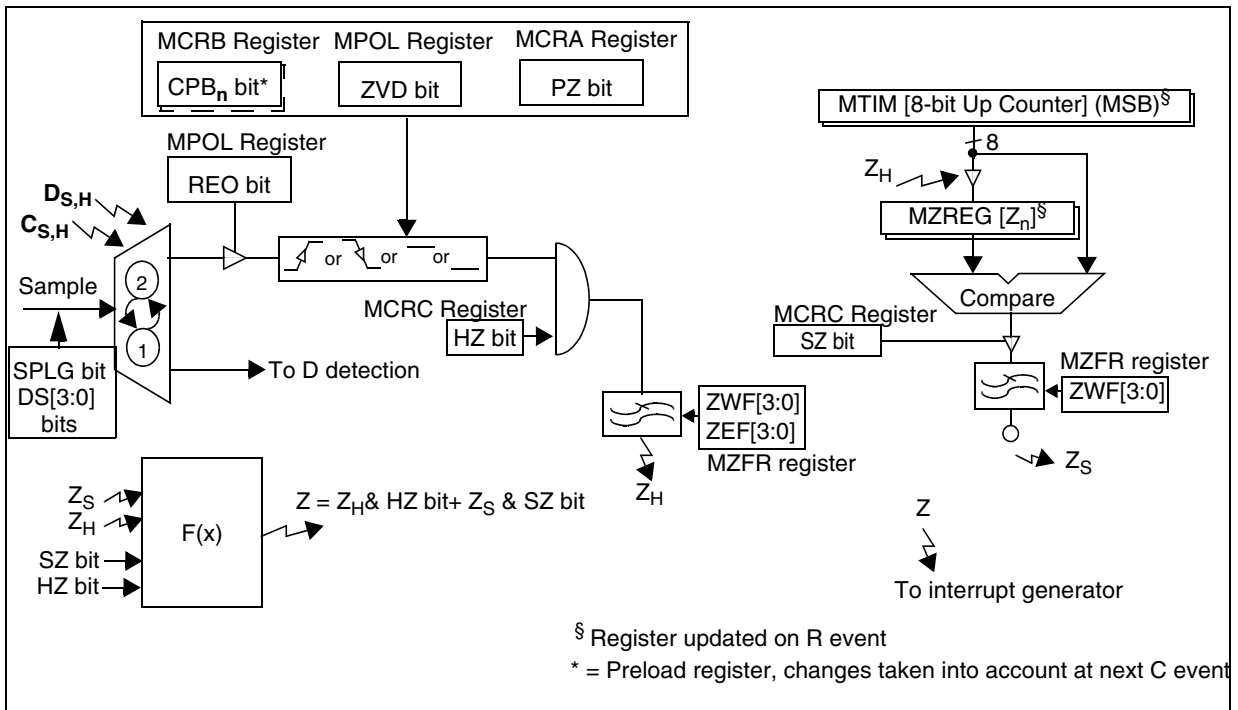 MCRB Register MPOL Register MCRA Register
CPBn bit* ZVD bit PZ bit
MPOL Register
REO bit
DS,H
CS,H
Sample
2
1
SPLG bit
DS[3:0]
bits
or or or
To D detection
MCRC Register
HZ bit
ZWF[3:0]
ZEF[3:0]
MZFR register
ZH
MTIM [8-bit Up Counter] (MSB)§
8
ZH
MZREG [Zn]§
Compare
MCRC Register
SZ bit
MZFR register
ZWF[3:0]
ZS
ZS
ZH
SZ bit
HZ bit
F(x)
Z = ZH& HZ bit+ ZS & SZ bit
Z
To interrupt generator
§ Register updated on R event
* = Preload register, changes taken into account at next C event